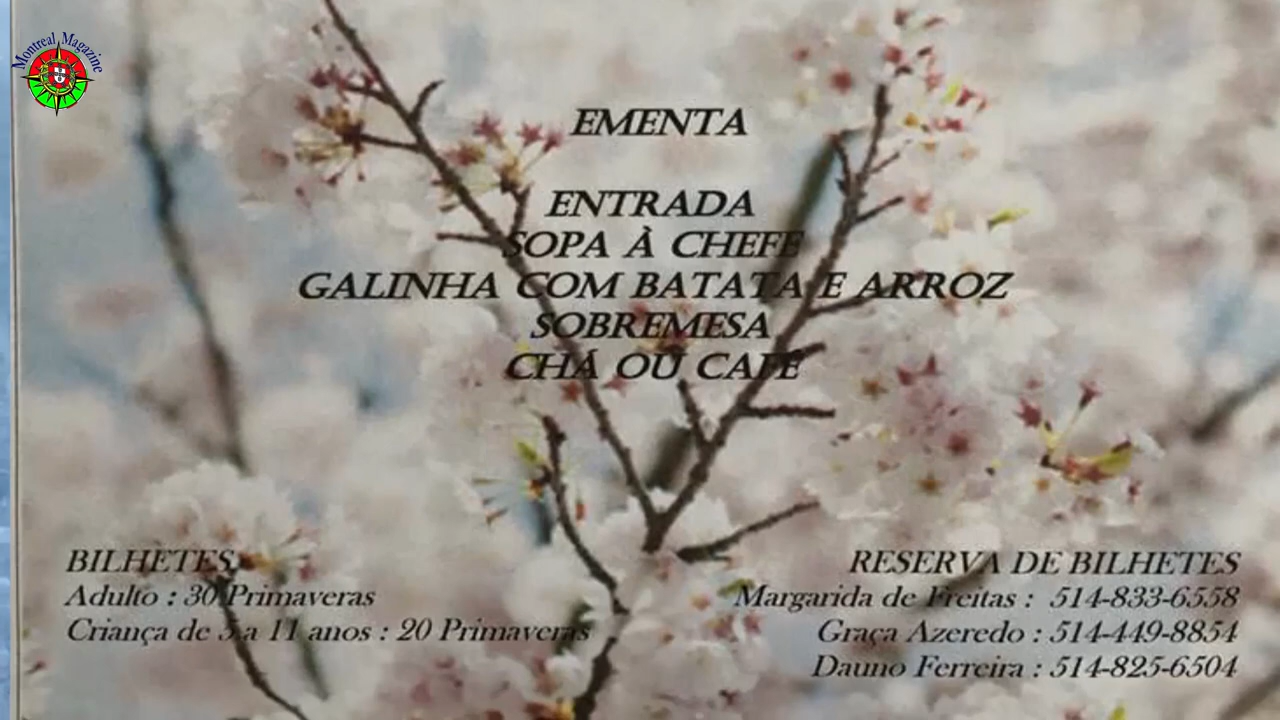 Montreal Magazine
EMENTA
ENTRADA
SOPA À CHEFE
GALINHA COM BATATA E ARROZ
SOBREMESA
CHÁ OU CAFÉ
BILHETES
Adulto : 30 Primaveras
Criança de 5 a 11 anos : 20 Primaveras
RESERVA DE BILHETES
Margarida de Freitas : 514-833-6558
Graça Azeredo : 514-449-8854
Dauno Ferreira : 514-825-6504